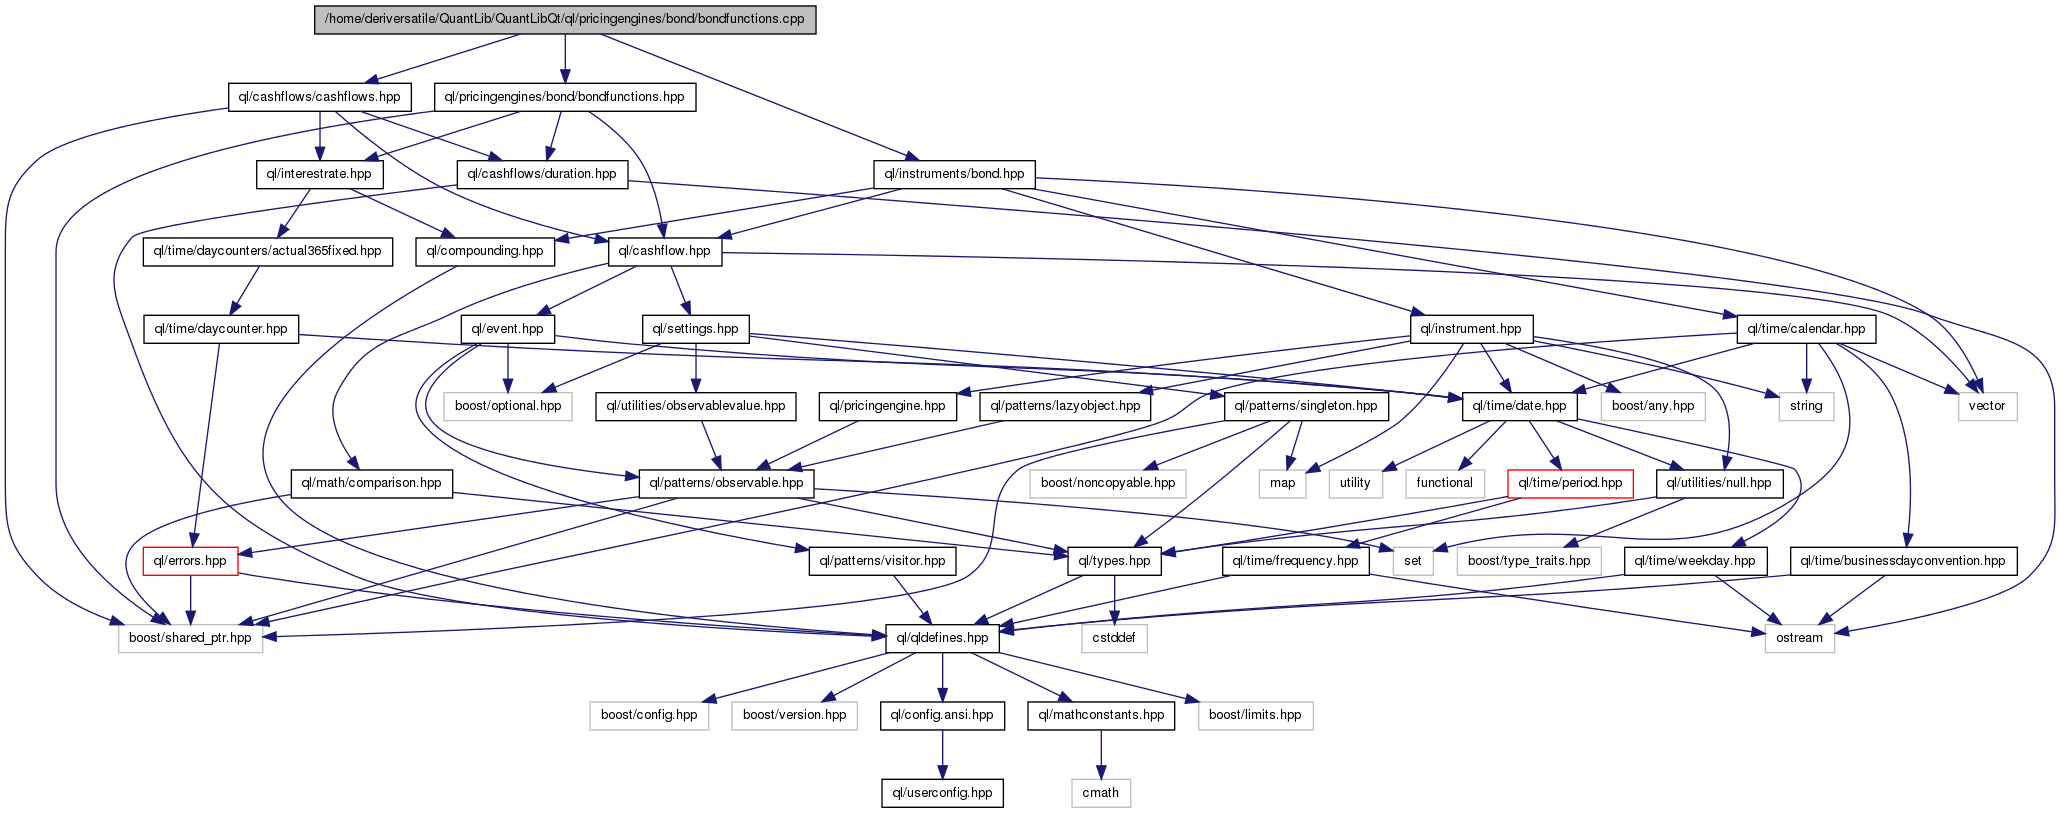 /home/deriversatile/QuantLib/QuantLibQt/ql/pricingengines/bond/bondfunctions.cpp
ql/cashflows/cashflows.hpp
ql/pricingengines/bond/bondfunctions.hpp
ql/interestrate.hpp
ql/cashflows/duration.hpp
ql/instruments/bond.hpp
ql/time/daycounters/actual365fixed.hpp
ql/compounding.hpp
ql/cashflow.hpp
ql/time/daycounter.hpp
ql/event.hpp
ql/settings.hpp
ql/instrument.hpp
ql/time/calendar.hpp
boost/optional.hpp
ql/utilities/observablevalue.hpp
ql/pricingengine.hpp
ql/patterns/lazyobject.hpp
ql/patterns/singleton.hpp
ql/time/date.hpp
boost/any.hpp
string
vector
ql/math/comparison.hpp
ql/patterns/observable.hpp
boost/noncopyable.hpp
map
utility
functional
ql/time/period.hpp
ql/utilities/null.hpp
ql/errors.hpp
ql/patterns/visitor.hpp
ql/types.hpp
ql/time/frequency.hpp
set
boost/type_traits.hpp
ql/time/weekday.hpp
ql/time/businessdayconvention.hpp
boost/shared_ptr.hpp
ql/qldefines.hpp
cstddef
ostream
boost/config.hpp
boost/version.hpp
ql/config.ansi.hpp
ql/mathconstants.hpp
boost/limits.hpp
ql/userconfig.hpp
cmath